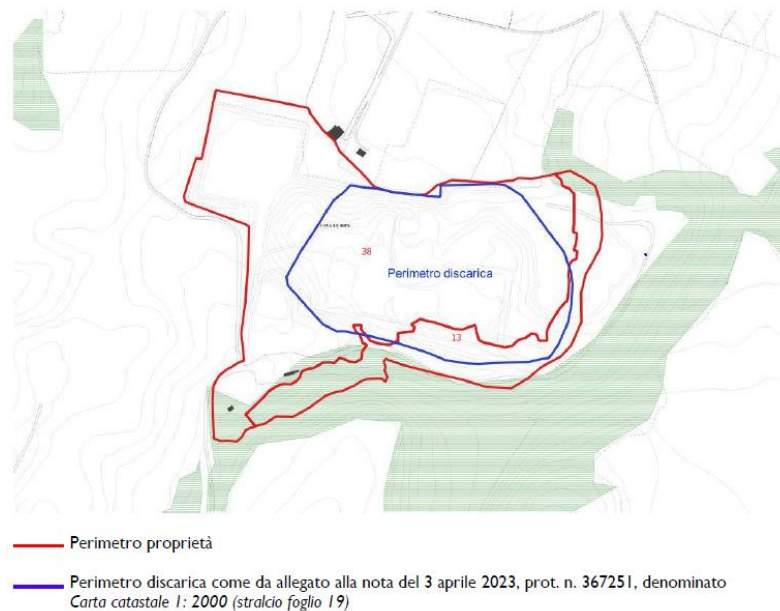 38
Perimetro discarica
13
Perimetro proprietà
Perimetro discarica come da allegato alla nota del 3 aprile 2023, prot. n. 367251, denominato
Carta catastale 1: 2000 (stralcio foglio 19)